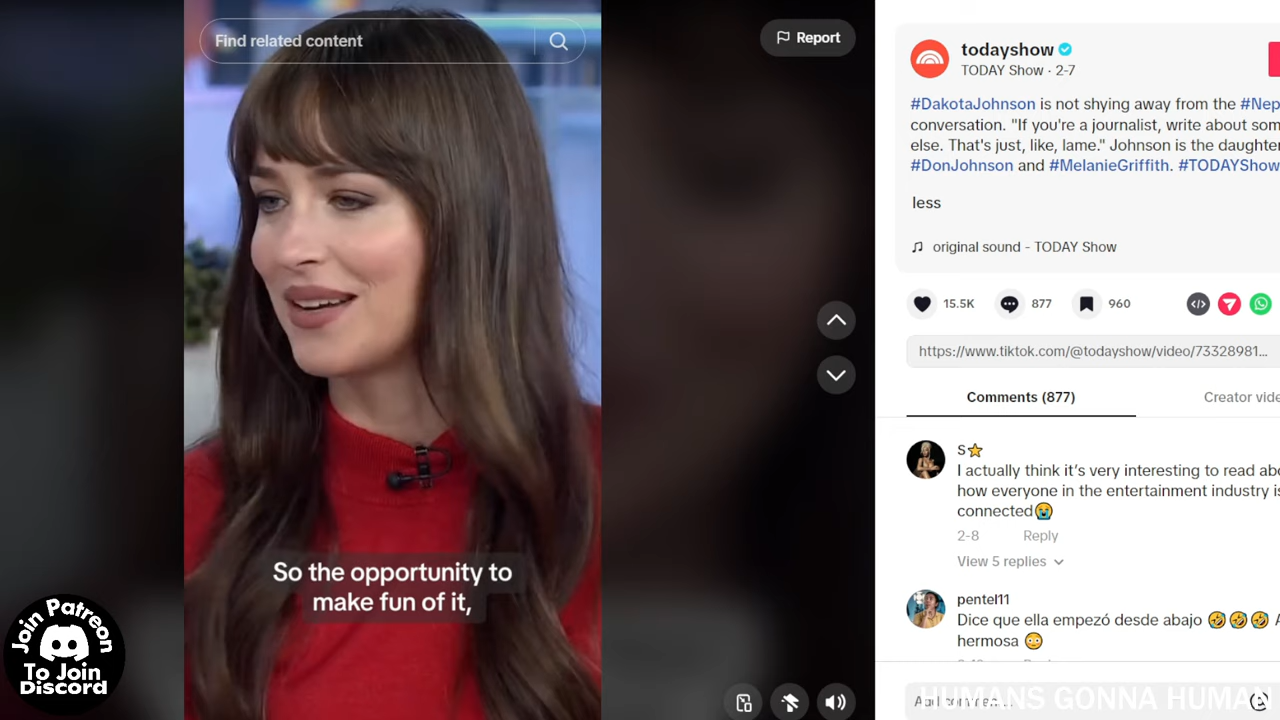 Find related content
Report
So the opportunity to
make fun of it,
Join Patreon
To Join
Discord
todayshow
TODAY Show · 2-7
#DakotaJohnson is not shying away from the #Nep
conversation. "If you're a journalist, write about som
else. That's just, like, lame." Johnson is the daughter
#DonJohnson and #MelanieGriffith. #TODAYShow
less
original sound - TODAY Show
15.5K 877 960
https://www.tiktok.com/@todayshow/video/73328981...
Comments (877) Creator vide
S⭐
I actually think it's very interesting to read abo
how everyone in the entertainment industry is
connected😭
2-8 Reply
View 5 replies
pentel11
Dice que ella empezó desde abajo 🤣🤣🤣 A
hermosa 😳
HUMANS GONNA HUMAN